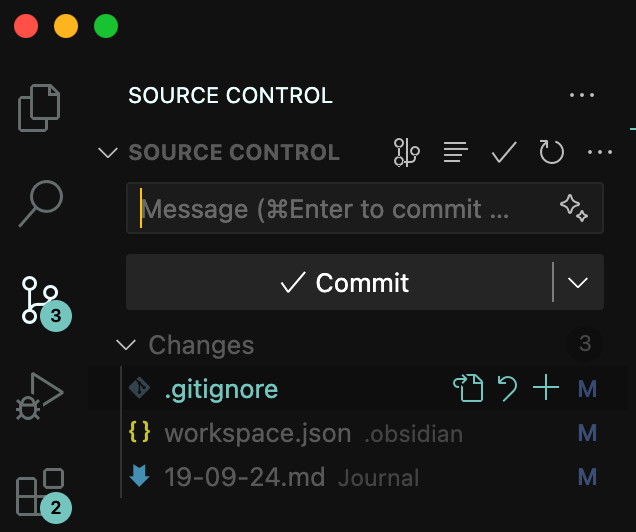 SOURCE CONTROL
SOURCE CONTROL
Message (⌘Enter to commit ...
Commit
3
Changes 3
.gitignore M
{} workspace.json .obsidian M
19-09-24.md Journal M
2